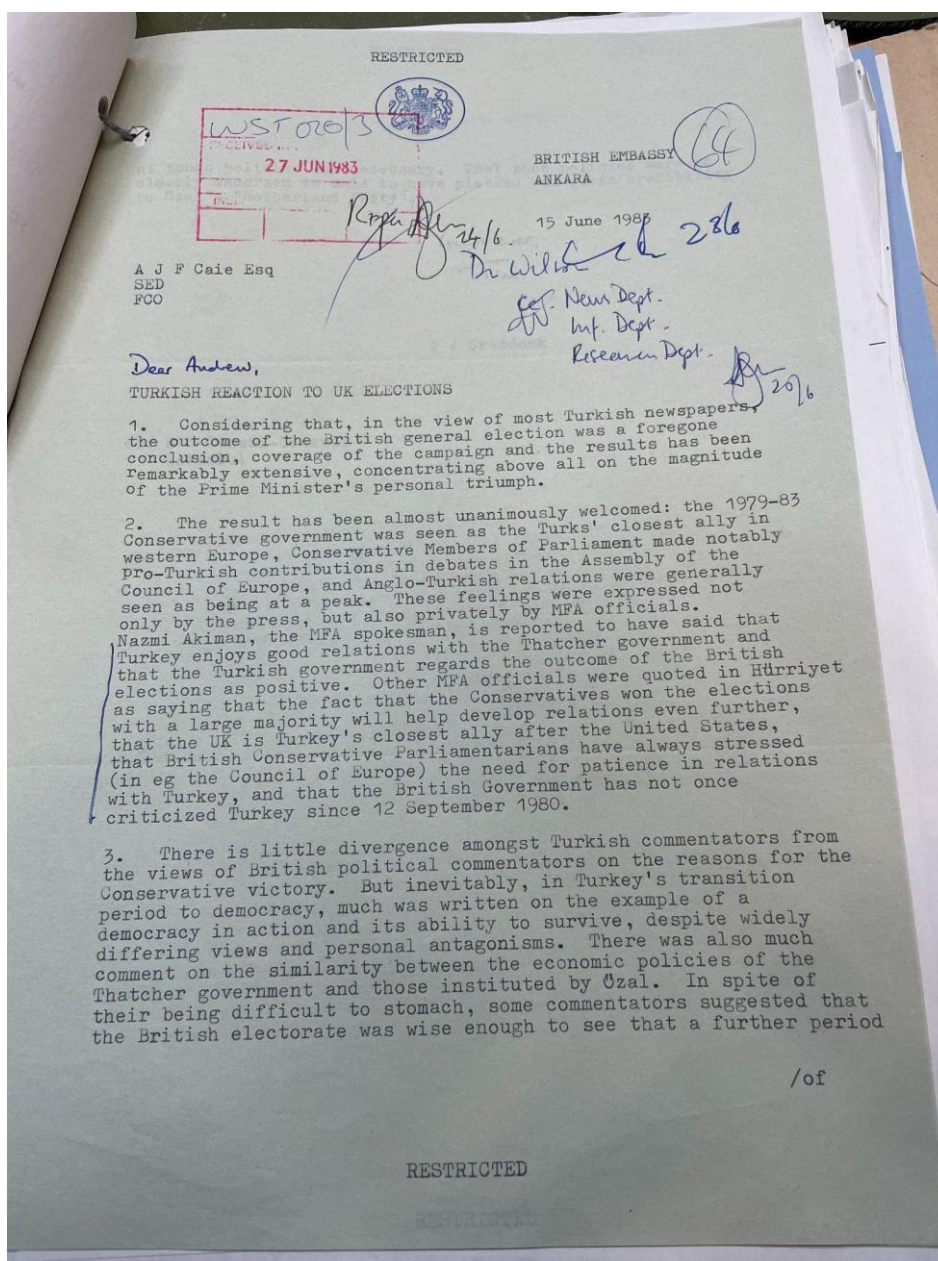 RESTRICTED
WST 020/3
RECEIVED IN
27 JUN 1983
64
BRITISH EMBASSY
ANKARA
15 June 1983
24/6.
28/6
A J F Caie Esq
SED
FCO
News Dept.
Inf. Dept.
Research Dept.
20/6
Dear Andrew,
TURKISH REACTION TO UK ELECTIONS
1. Considering that, in the view of most Turkish newspapers,
the outcome of the British general election was a foregone
conclusion, coverage of the campaign and the results has been
remarkably extensive, concentrating above all on the magnitude
of the Prime Minister's personal triumph.
2. The result has been almost unanimously welcomed: the 1979-83
Conservative government was seen as the Turks' closest ally in
western Europe, Conservative Members of Parliament made notably
pro-Turkish contributions in debates in the Assembly of the
Council of Europe, and Anglo-Turkish relations were generally
seen as being at a peak. These feelings were expressed not
only by the press, but also privately by MFA officials.
Nazmi Akiman, the MFA spokesman, is reported to have said that
Turkey enjoys good relations with the Thatcher government and
that the Turkish government regards the outcome of the British
elections as positive. Other MFA officials were quoted in Hürriyet
as saying that the fact that the Conservatives won the elections
with a large majority will help develop relations even further,
that the UK is Turkey's closest ally after the United States,
that British Conservative Parliamentarians have always stressed
(in eg the Council of Europe) the need for patience in relations
with Turkey, and that the British Government has not once
criticized Turkey since 12 September 1980.
3. There is little divergence amongst Turkish commentators from
the views of British political commentators on the reasons for the
Conservative victory. But inevitably, in Turkey's transition
period to democracy, much was written on the example of a
democracy in action and its ability to survive, despite widely
differing views and personal antagonisms. There was also much
comment on the similarity between the economic policies of the
Thatcher government and those instituted by Özal. In spite of
their being difficult to stomach, some commentators suggested that
the British electorate was wise enough to see that a further period
/of
RESTRICTED